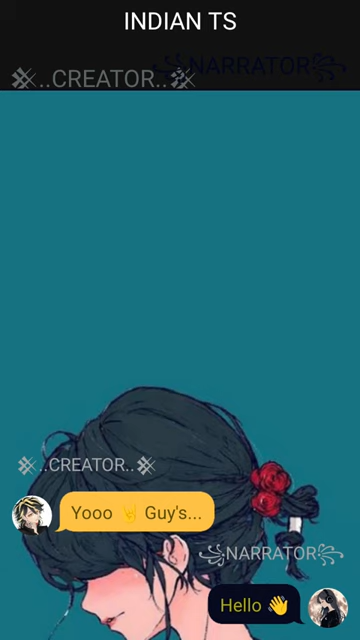 INDIAN TS
꧁NARRATOR꧂
※..CREATOR..※
※..CREATOR..※
Yooo 🤘 Guy's...
꧁NARRATOR꧂
Hello 👋